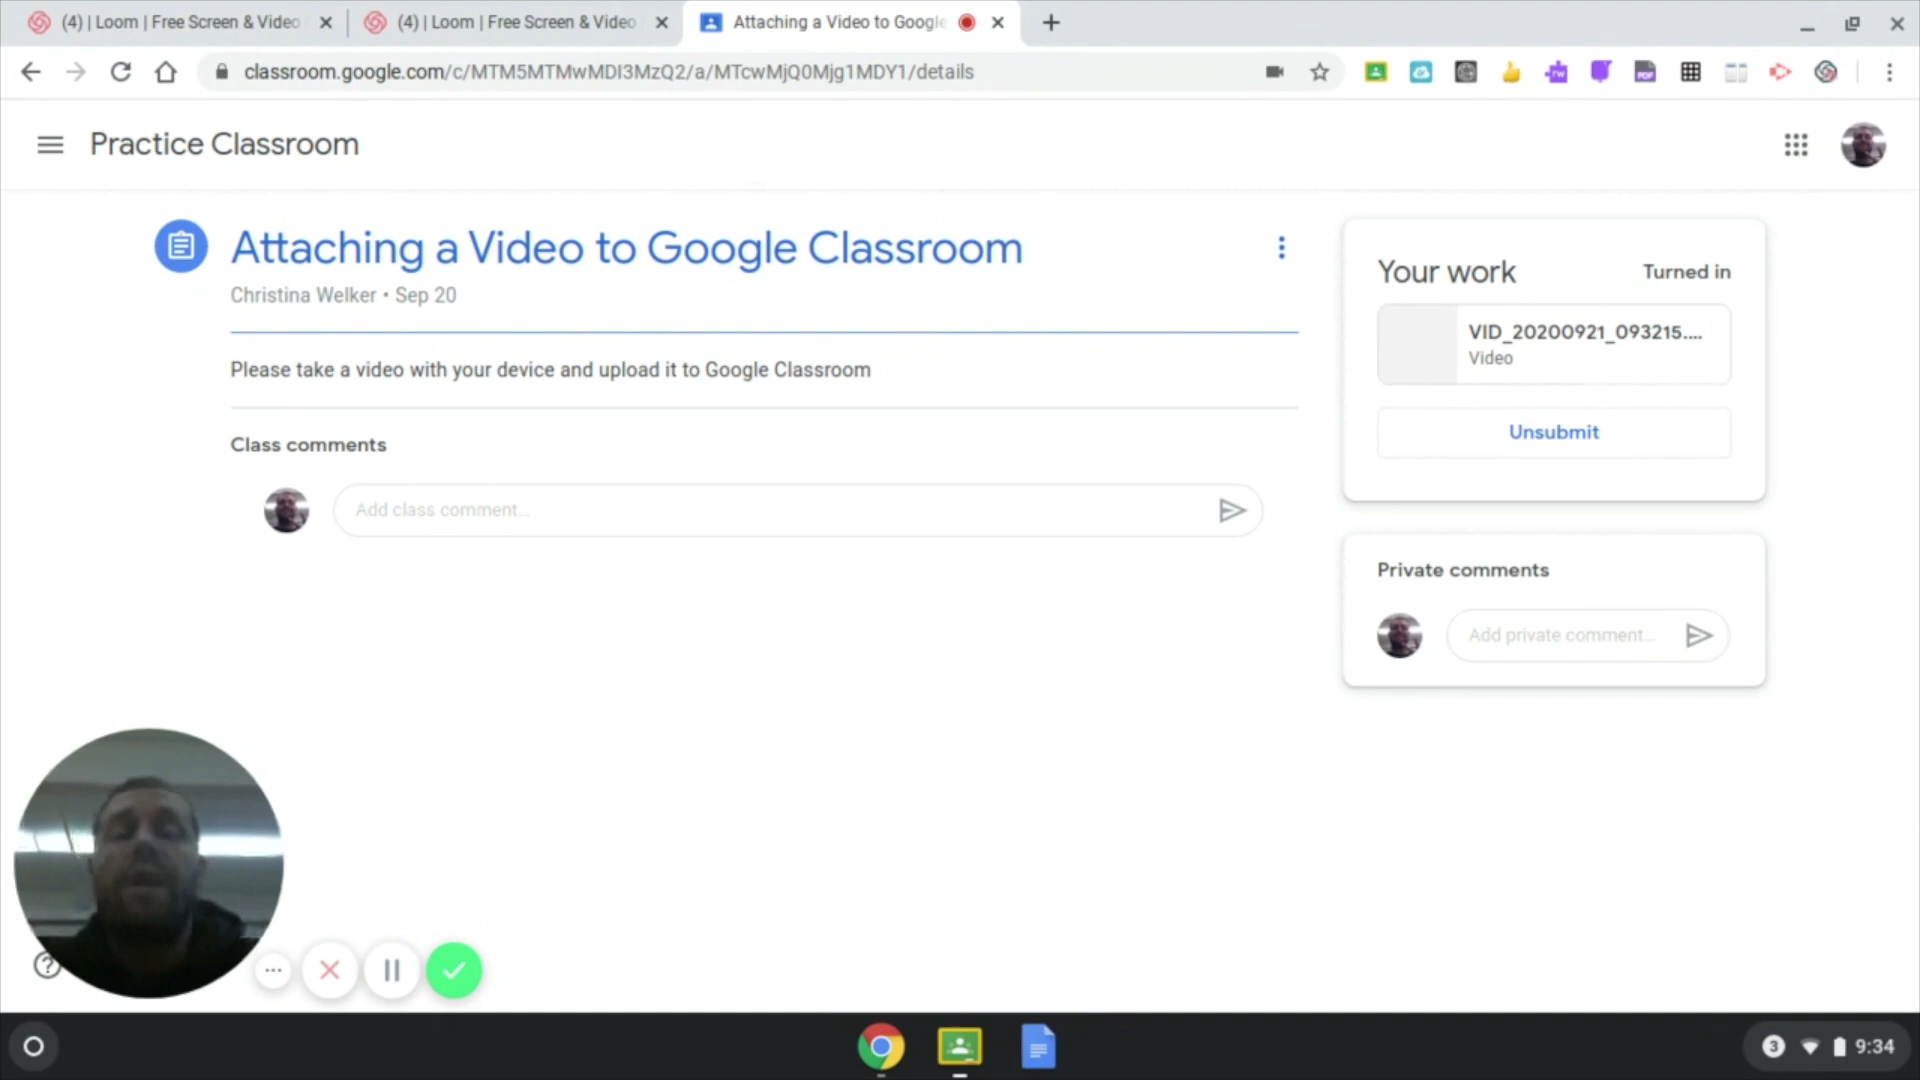 (4) | Loom | Free Screen & Video
(4) | Loom | Free Screen & Video
Attaching a Video to Google
classroom.google.com/c/MTM5MTMwMDI3MzQ2/a/MTcwMjQ0Mjg1MDY1/details
Practice Classroom
Attaching a Video to Google Classroom
Christina Welker • Sep 20
Please take a video with your device and upload it to Google Classroom
Class comments
Add class comment...
Your work
Turned in
VID_20200921_093215....
Video
Unsubmit
Private comments
Add private comment...
3
9:34